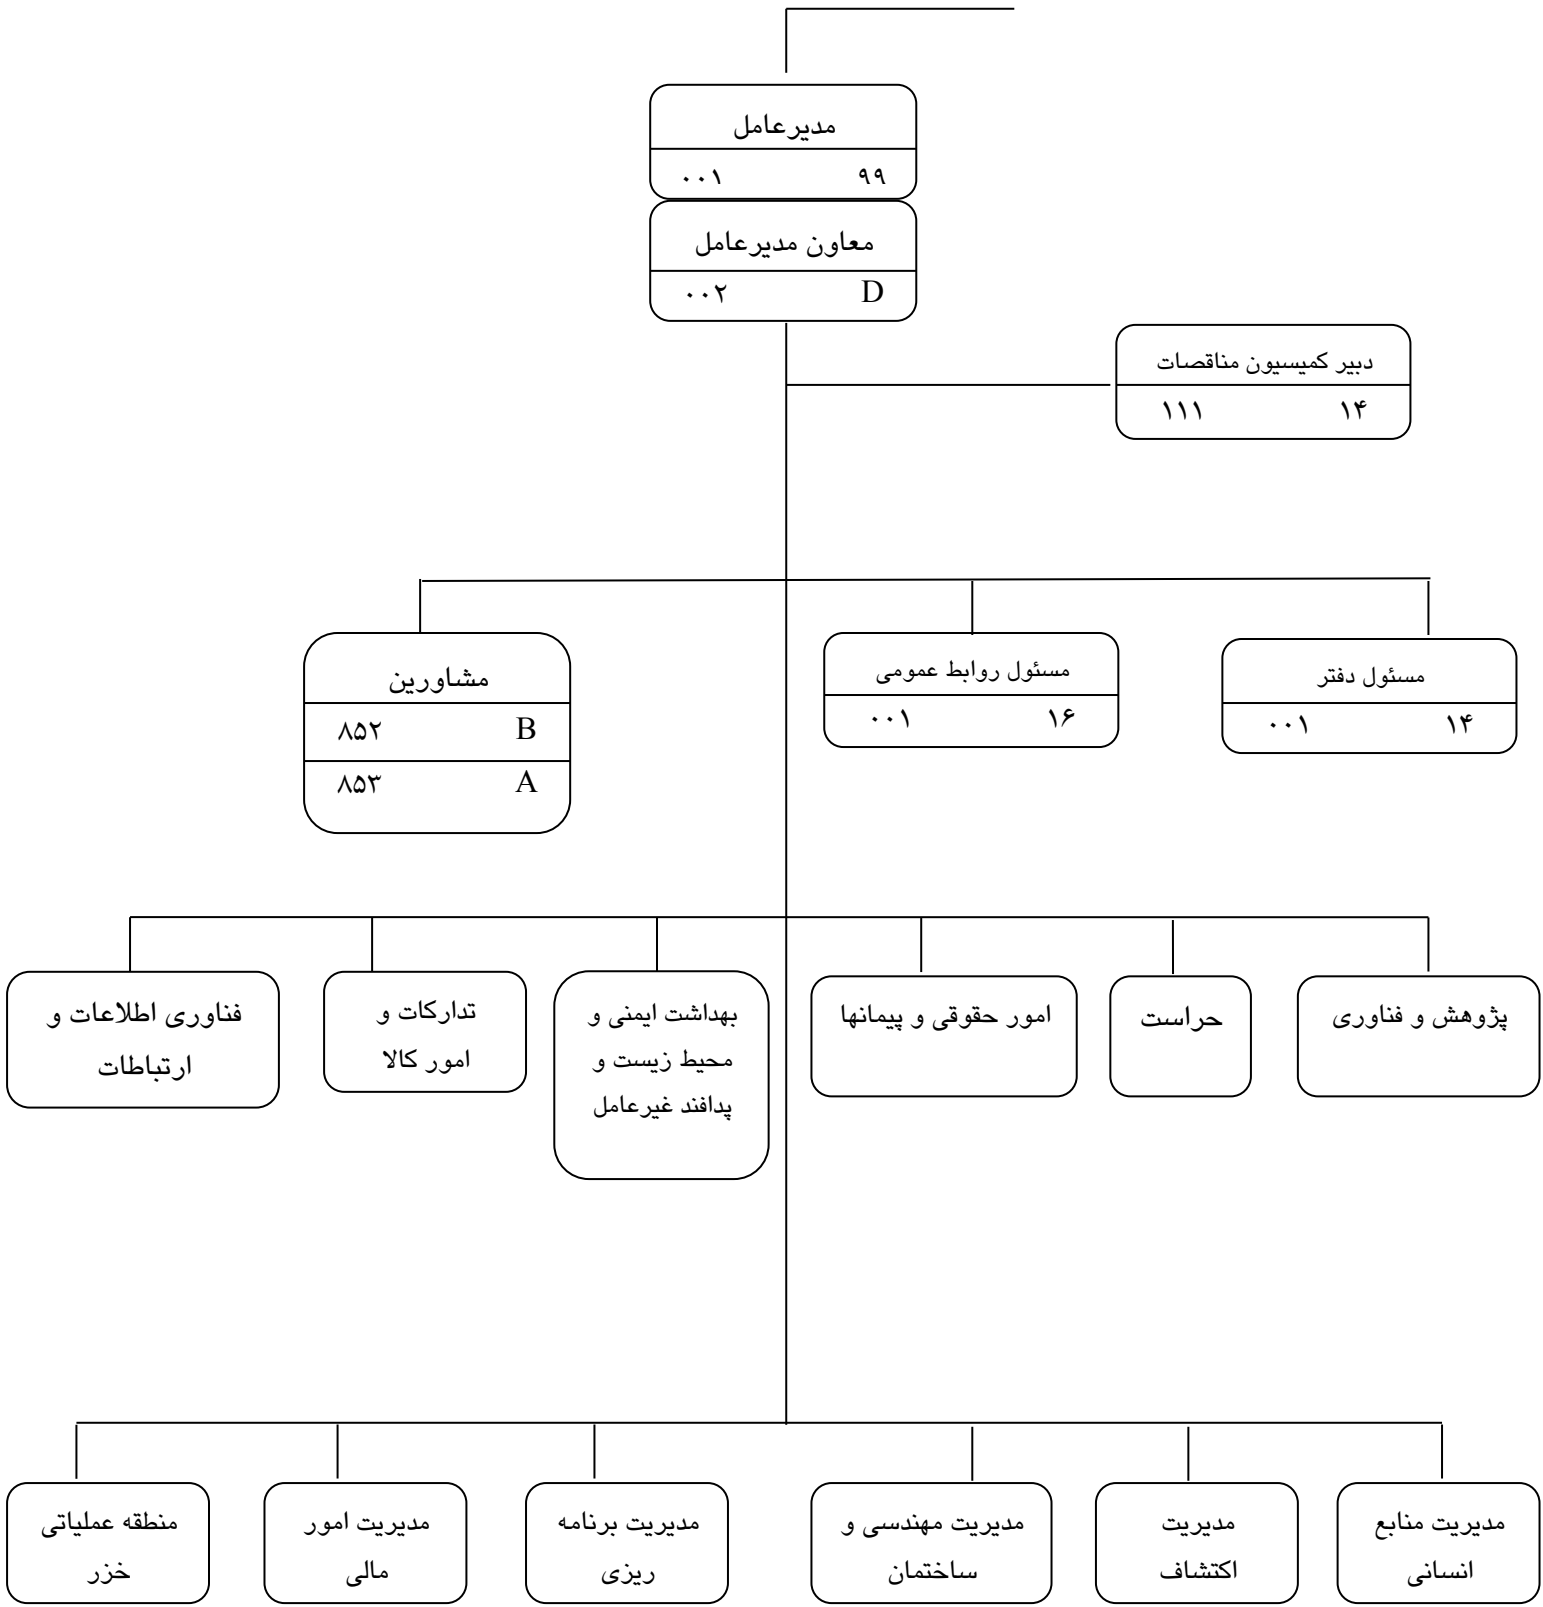 مدیرعامل
۹۹ ۰۰۱
معاون مدیرعامل
D ۰۰۲
دبیر کمیسیون مناقصات
۱۴ ۱۱۱
مسئول دفتر
۱۴ ۰۰۱
مسئول روابط عمومی
۱۶ ۰۰۱
مشاورین
B ۸۵۲
A ۸۵۳
پژوهش و فناوری
حراست
امور حقوقی و پیمانها
بهداشت ایمنی و
محیط زیست و
پدافند غیرعامل
تدارکات و
امور کالا
فناوری اطلاعات و
ارتباطات
مدیریت منابع
انسانی
مدیریت
اکتشاف
مدیریت مهندسی و
ساختمان
مدیریت برنامه
ریزی
مدیریت امور
مالی
منطقه عملیاتی
خزر